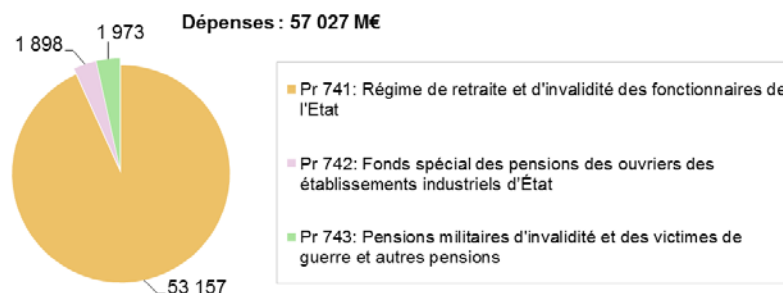 Dépenses : 57 027 M€
1 898
1 973
53 157
Pr 741: Régime de retraite et d'invalidité des fonctionnaires de
l'Etat
Pr 742: Fonds spécial des pensions des ouvriers des
établissements industriels d'État
Pr 743: Pensions militaires d'invalidité et des victimes de
guerre et autres pensions